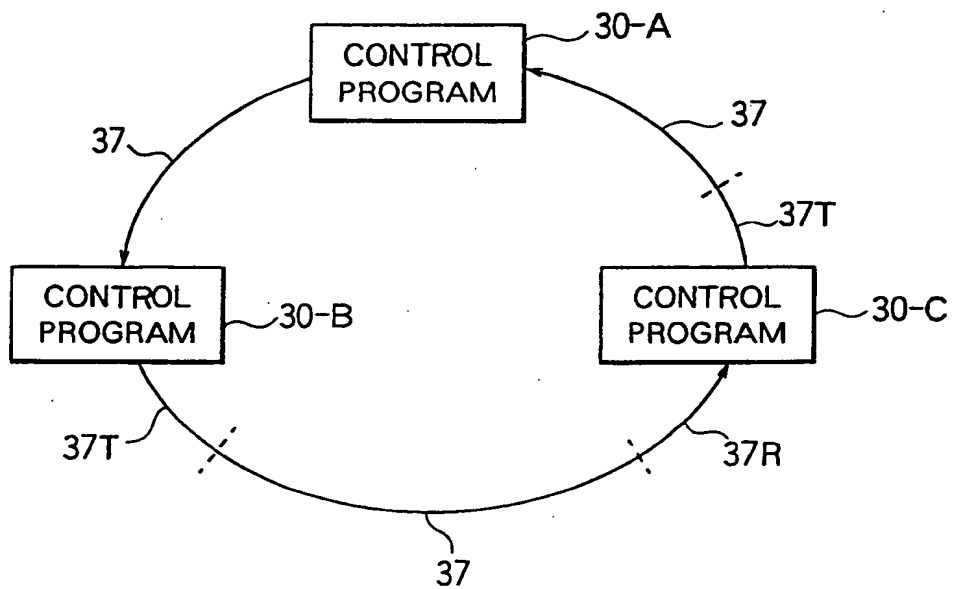 CONTROL
PROGRAM
30-A
37
37
37T
CONTROL
PROGRAM
30-B
CONTROL
PROGRAM
30-C
37T
37R
37